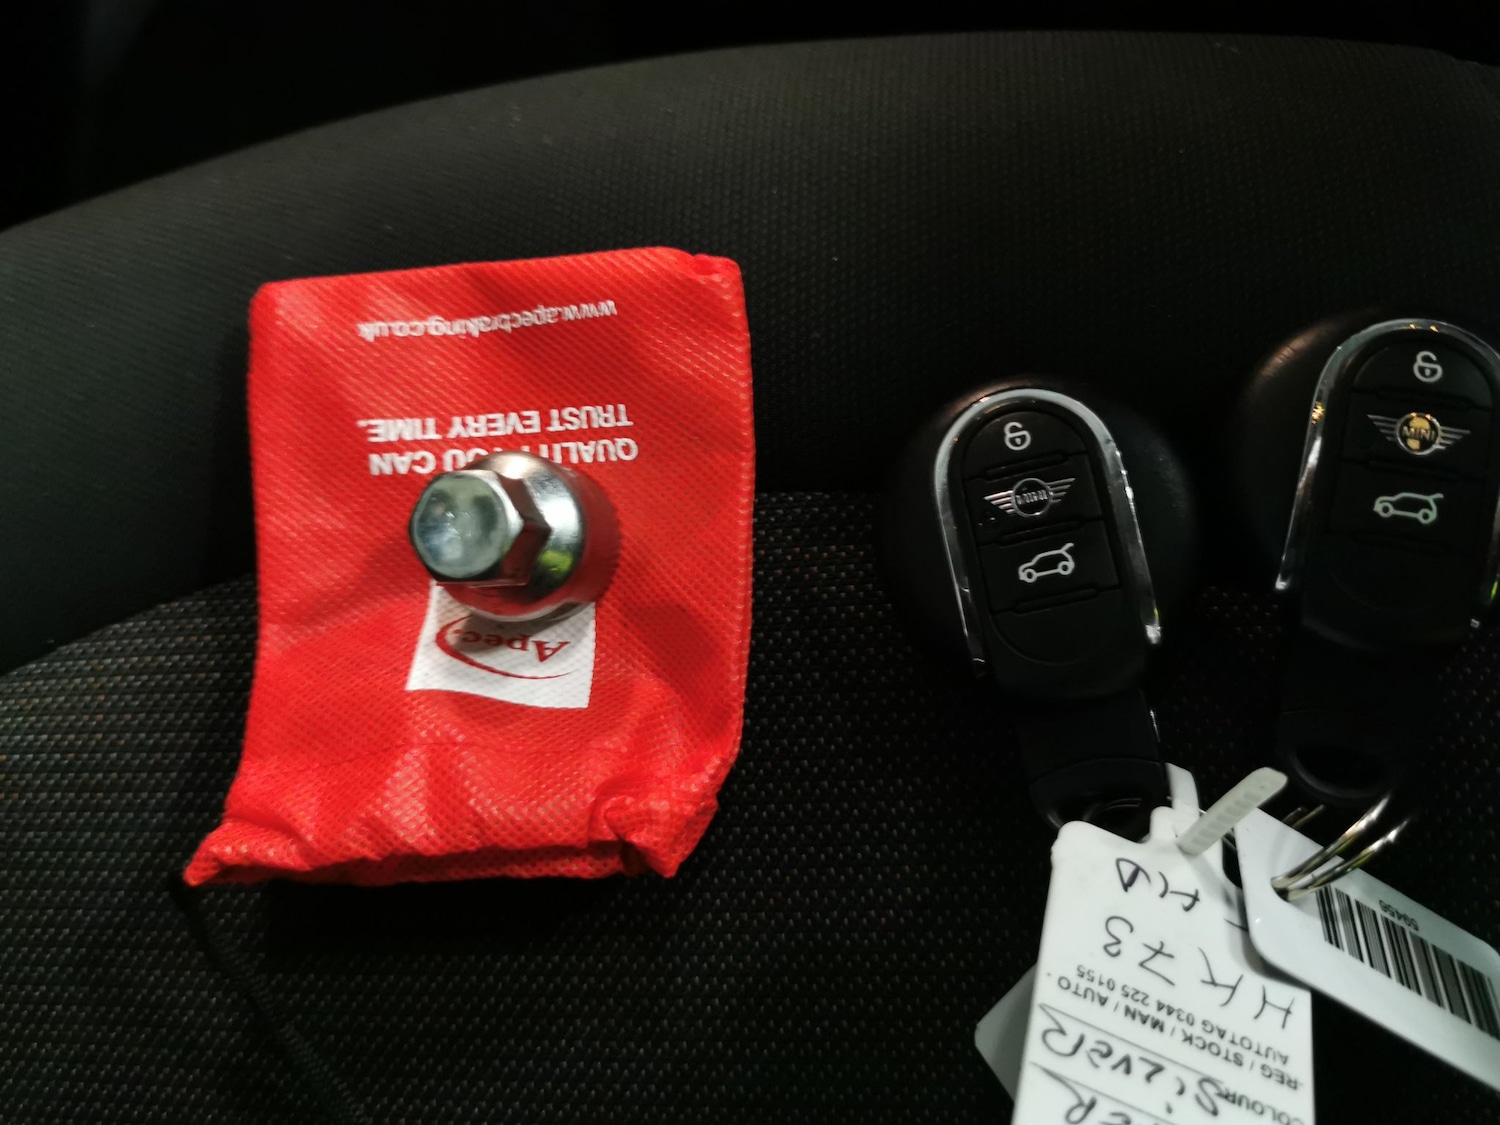 Apec
QUALITY YOU CAN
TRUST EVERY TIME.
www.apecbraking.co.uk
MINI
MINI
COLOUR SILVER
REG / STOCK / MAN / AUTO
AUTOTAG 0344 225 0155
HK73